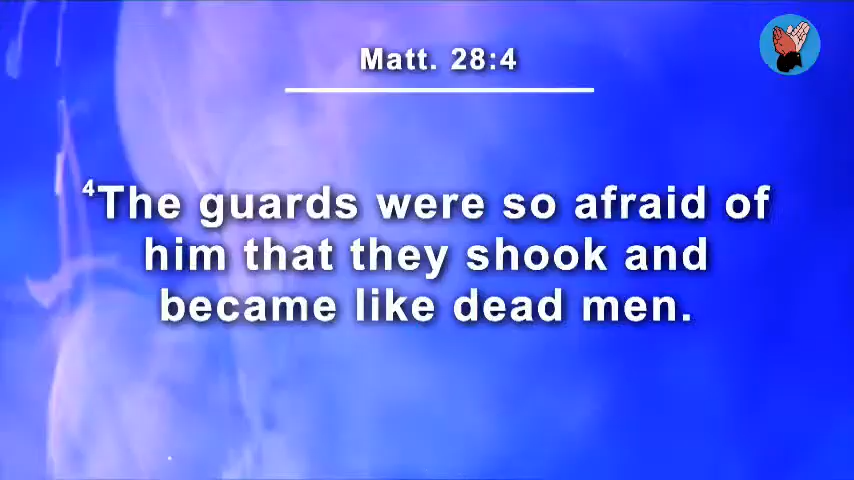 Matt. 28:4
⁴The guards were so afraid of
him that they shook and
became like dead men.